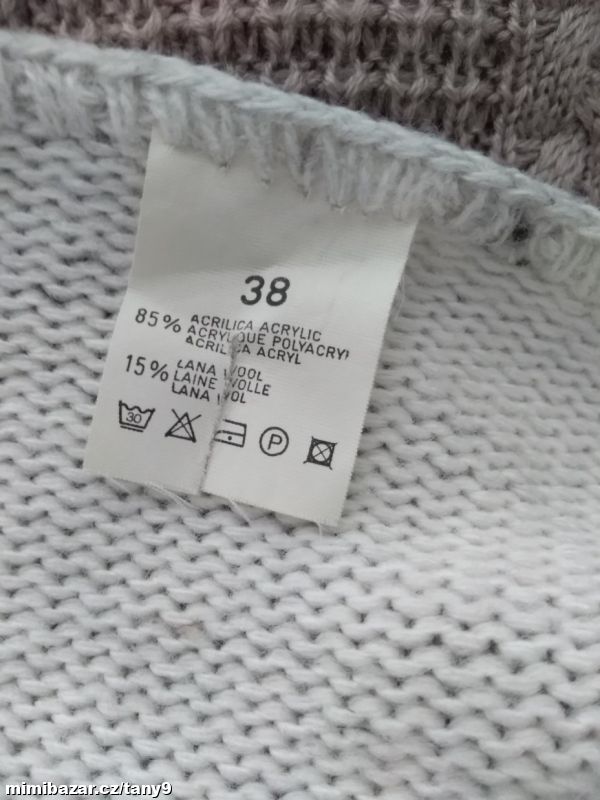 38
85% ACRILICA ACRYLIC
ACRYLIQUE POLYACRYL
ACRILICA ACRYL
15% LANA WOOL
LAINE WOLLE
LANA WOL
30
P
mimibazar.cz/tany9